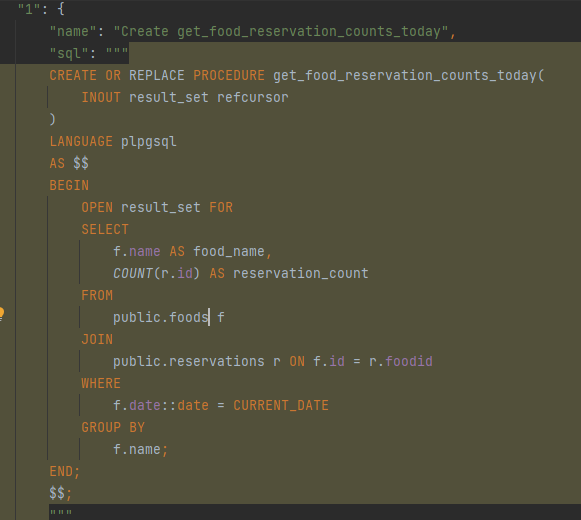 "1": {
"name": "Create get_food_reservation_counts_today",
"sql": """
CREATE OR REPLACE PROCEDURE get_food_reservation_counts_today(
INOUT result_set refcursor
)
LANGUAGE plpgsql
AS $$
BEGIN
OPEN result_set FOR
SELECT
f.name AS food_name,
COUNT(r.id) AS reservation_count
FROM
public.foods f
JOIN
public.reservations r ON f.id = r.foodid
WHERE
f.date::date = CURRENT_DATE
GROUP BY
f.name;
END;
$$;
"""